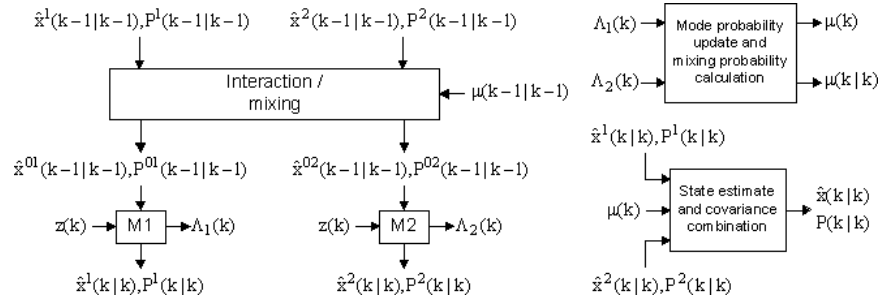 x̂¹(k−1|k−1),P¹(k−1|k−1)
x̂²(k−1|k−1),P²(k−1|k−1)
Interaction /
mixing
μ(k−1|k−1)
x̂⁰¹(k−1|k−1),P⁰¹(k−1|k−1)
x̂⁰²(k−1|k−1),P⁰²(k−1|k−1)
z(k)
M1
Λ₁(k)
z(k)
M2
Λ₂(k)
x̂¹(k|k),P¹(k|k)
x̂²(k|k),P²(k|k)
Λ₁(k)
Λ₂(k)
Mode probability
update and
mixing probability
calculation
μ(k)
μ(k|k)
x̂¹(k|k),P¹(k|k)
μ(k)
State estimate
and covariance
combination
x̂(k|k)
P(k|k)
x̂²(k|k),P²(k|k)